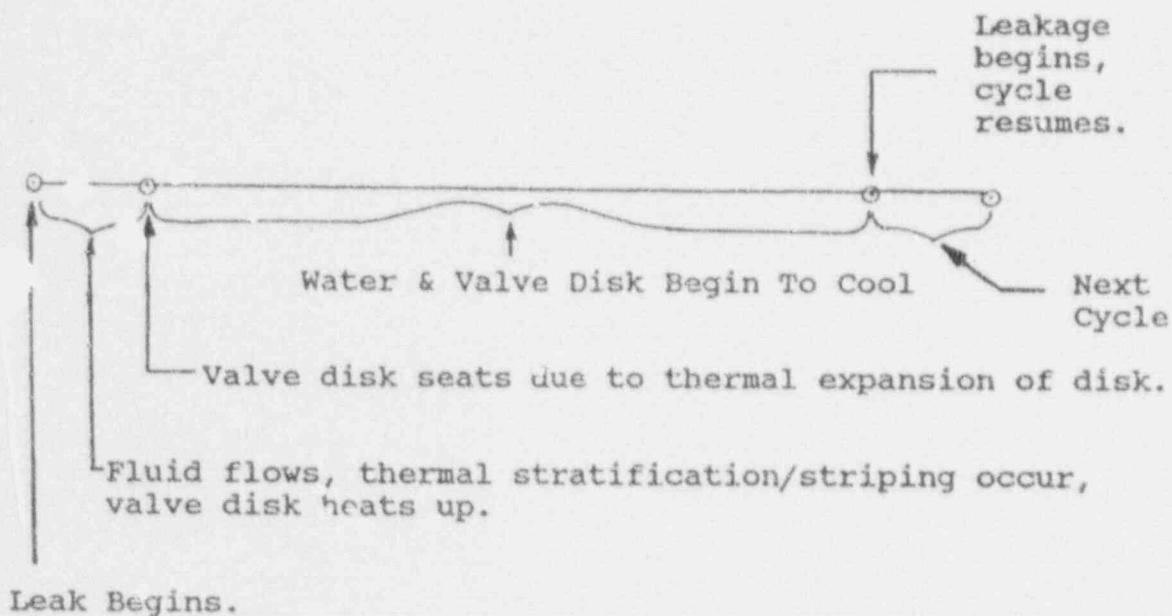 Leakage
begins,
cycle
resumes.
Water & Valve Disk Begin To Cool
Next
Cycle
Valve disk seats due to thermal expansion of disk.
Fluid flows, thermal stratification/striping occur,
valve disk heats up.
Leak Begins.